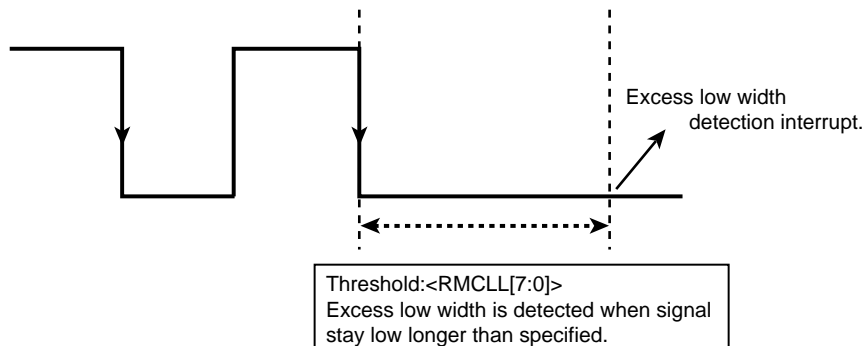 Excess low width
detection interrupt.
Threshold:<RMCLL[7:0]>
Excess low width is detected when signal
stay low longer than specified.